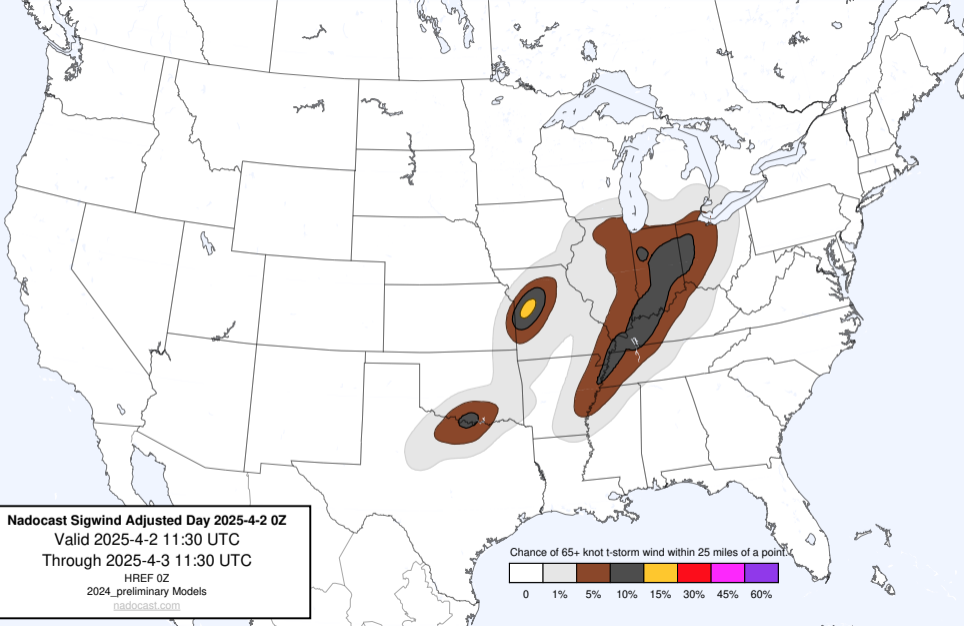 Nadocast Sigwind Adjusted Day 2025-4-2 0Z
Valid 2025-4-2 11:30 UTC
Through 2025-4-3 11:30 UTC
HREF 0Z
2024_preliminary Models
nadocast.com
Chance of 65+ knot t-storm wind within 25 miles of a point.
0 1% 5% 10% 15% 30% 45% 60%